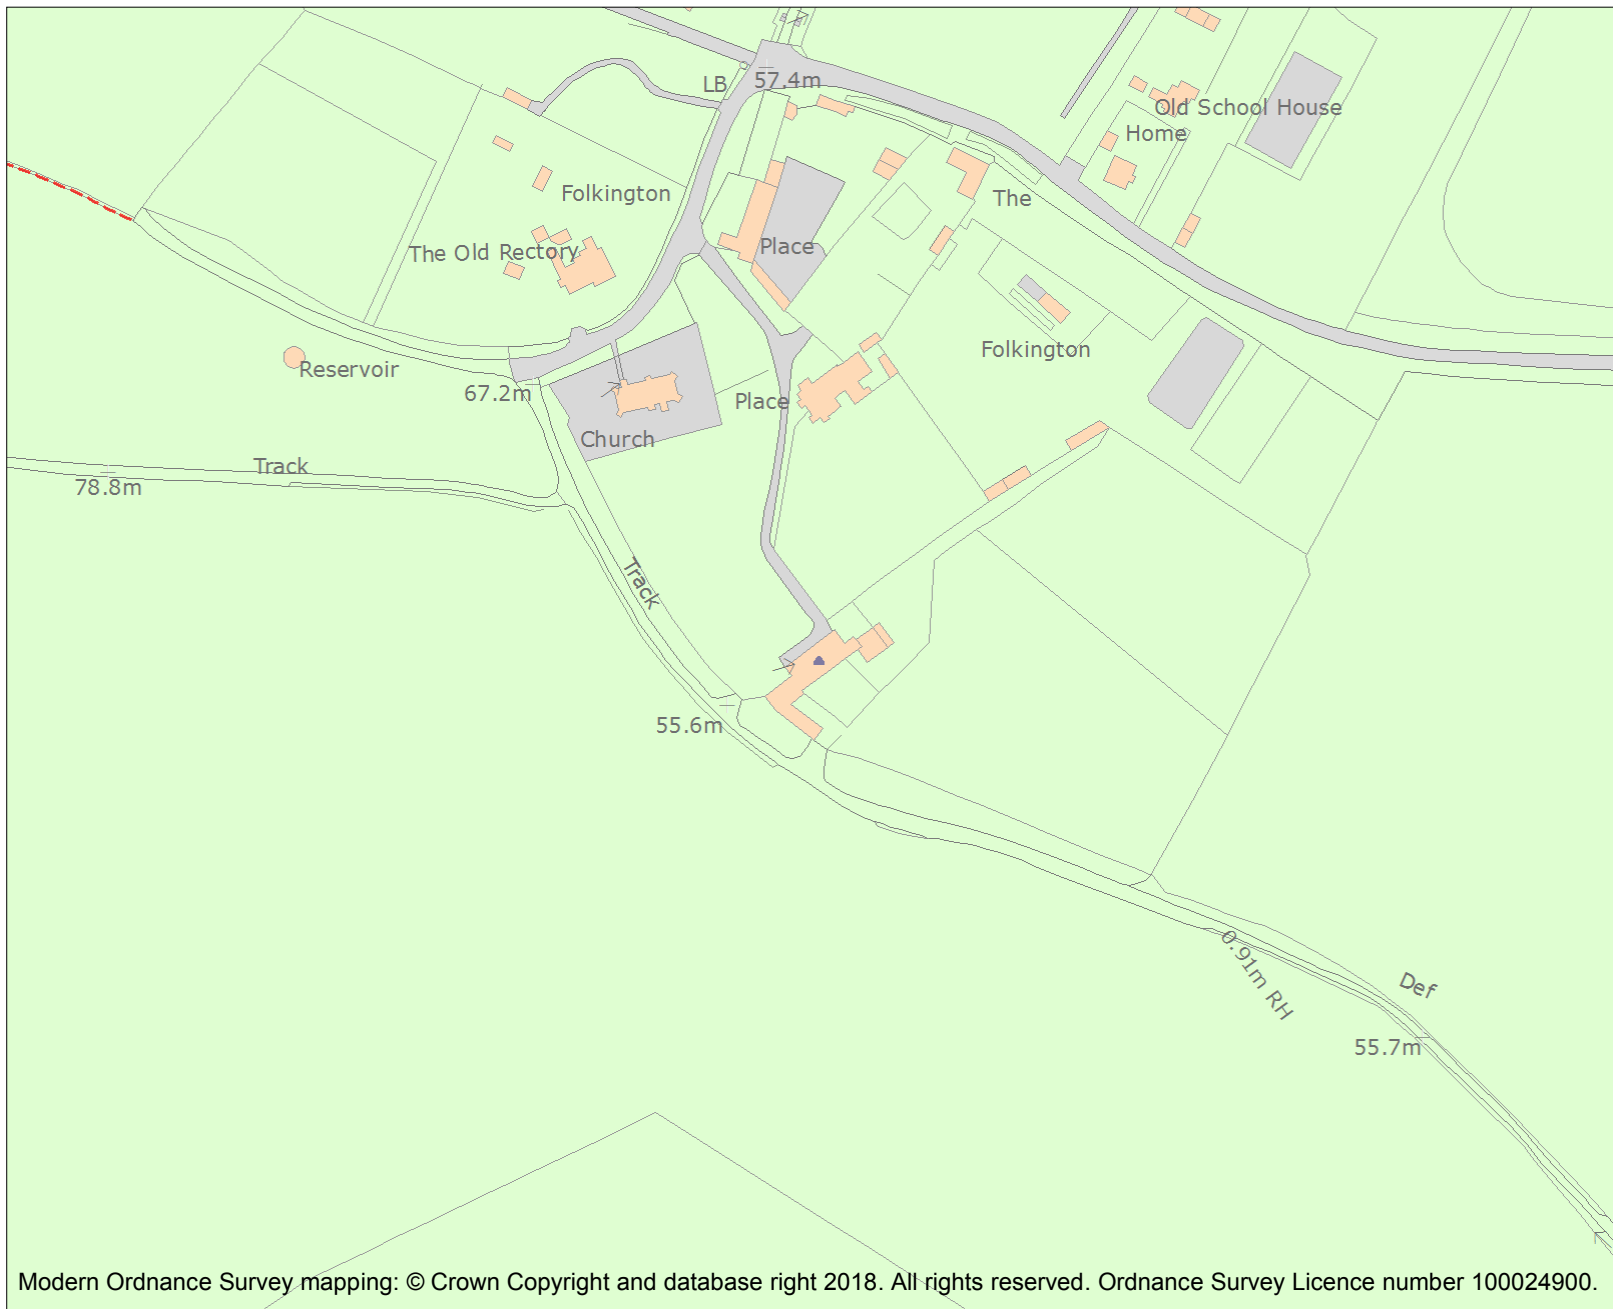 LB
57.4m
Old School House
Home
Folkington
The
Place
The Old Rectory
Folkington
Reservoir
67.2m
Place
Church
Track
78.8m
Track
55.6m
0.91m RH
Def
55.7m
Modern Ordnance Survey mapping: © Crown Copyright and database right 2018. All rights reserved. Ordnance Survey Licence number 100024900.